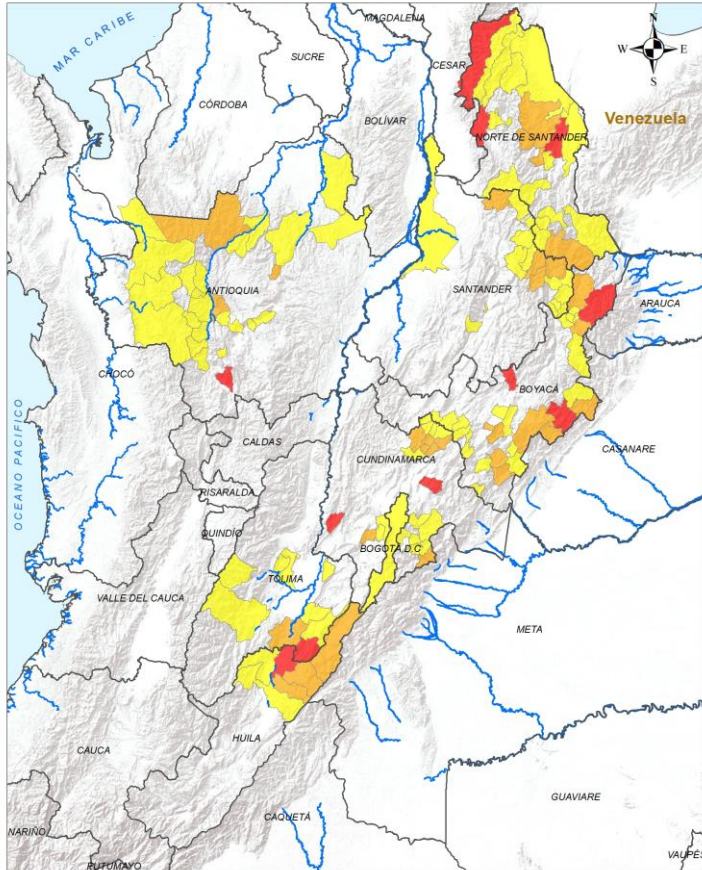 MAGDALENA
N
MAR CARIBE
SUCRE
W
E
CESAR
S
CÓRDOBA
BOLÍVAR
Venezuela
NORTE DE SANTANDER
ANTIOQUIA
SANTANDER
ARAUCA
CHOCÓ
BOYACÁ
OCEANO PACIFICO
CALDAS
CUNDINAMARCA
CASANARE
RISARALDA
QUINDÍO
BOGOTÁ D.C
TOLIMA
VALLE DEL CAUCA
META
HUILA
CAUCA
GUAVIARE
CAQUETÁ
NARIÑO
VAUPÉS
PUTUMAYO